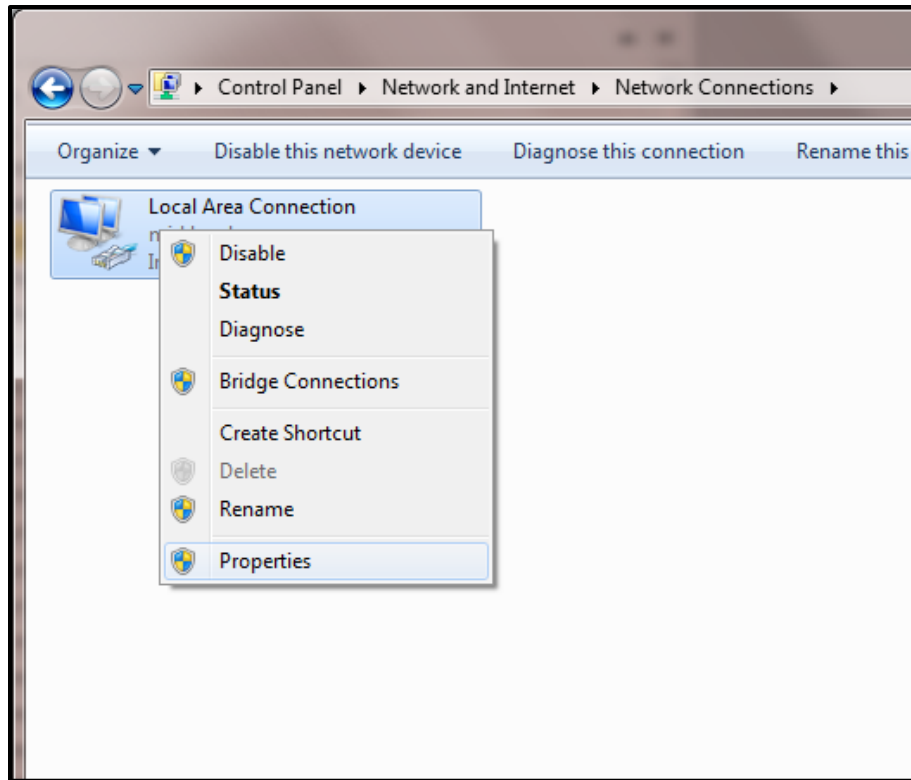 Control Panel Network and Internet Network Connections
Organize Disable this network device Diagnose this connection Rename this
Local Area Connection
Disable
Status
Diagnose
Bridge Connections
Create Shortcut
Delete
Rename
Properties